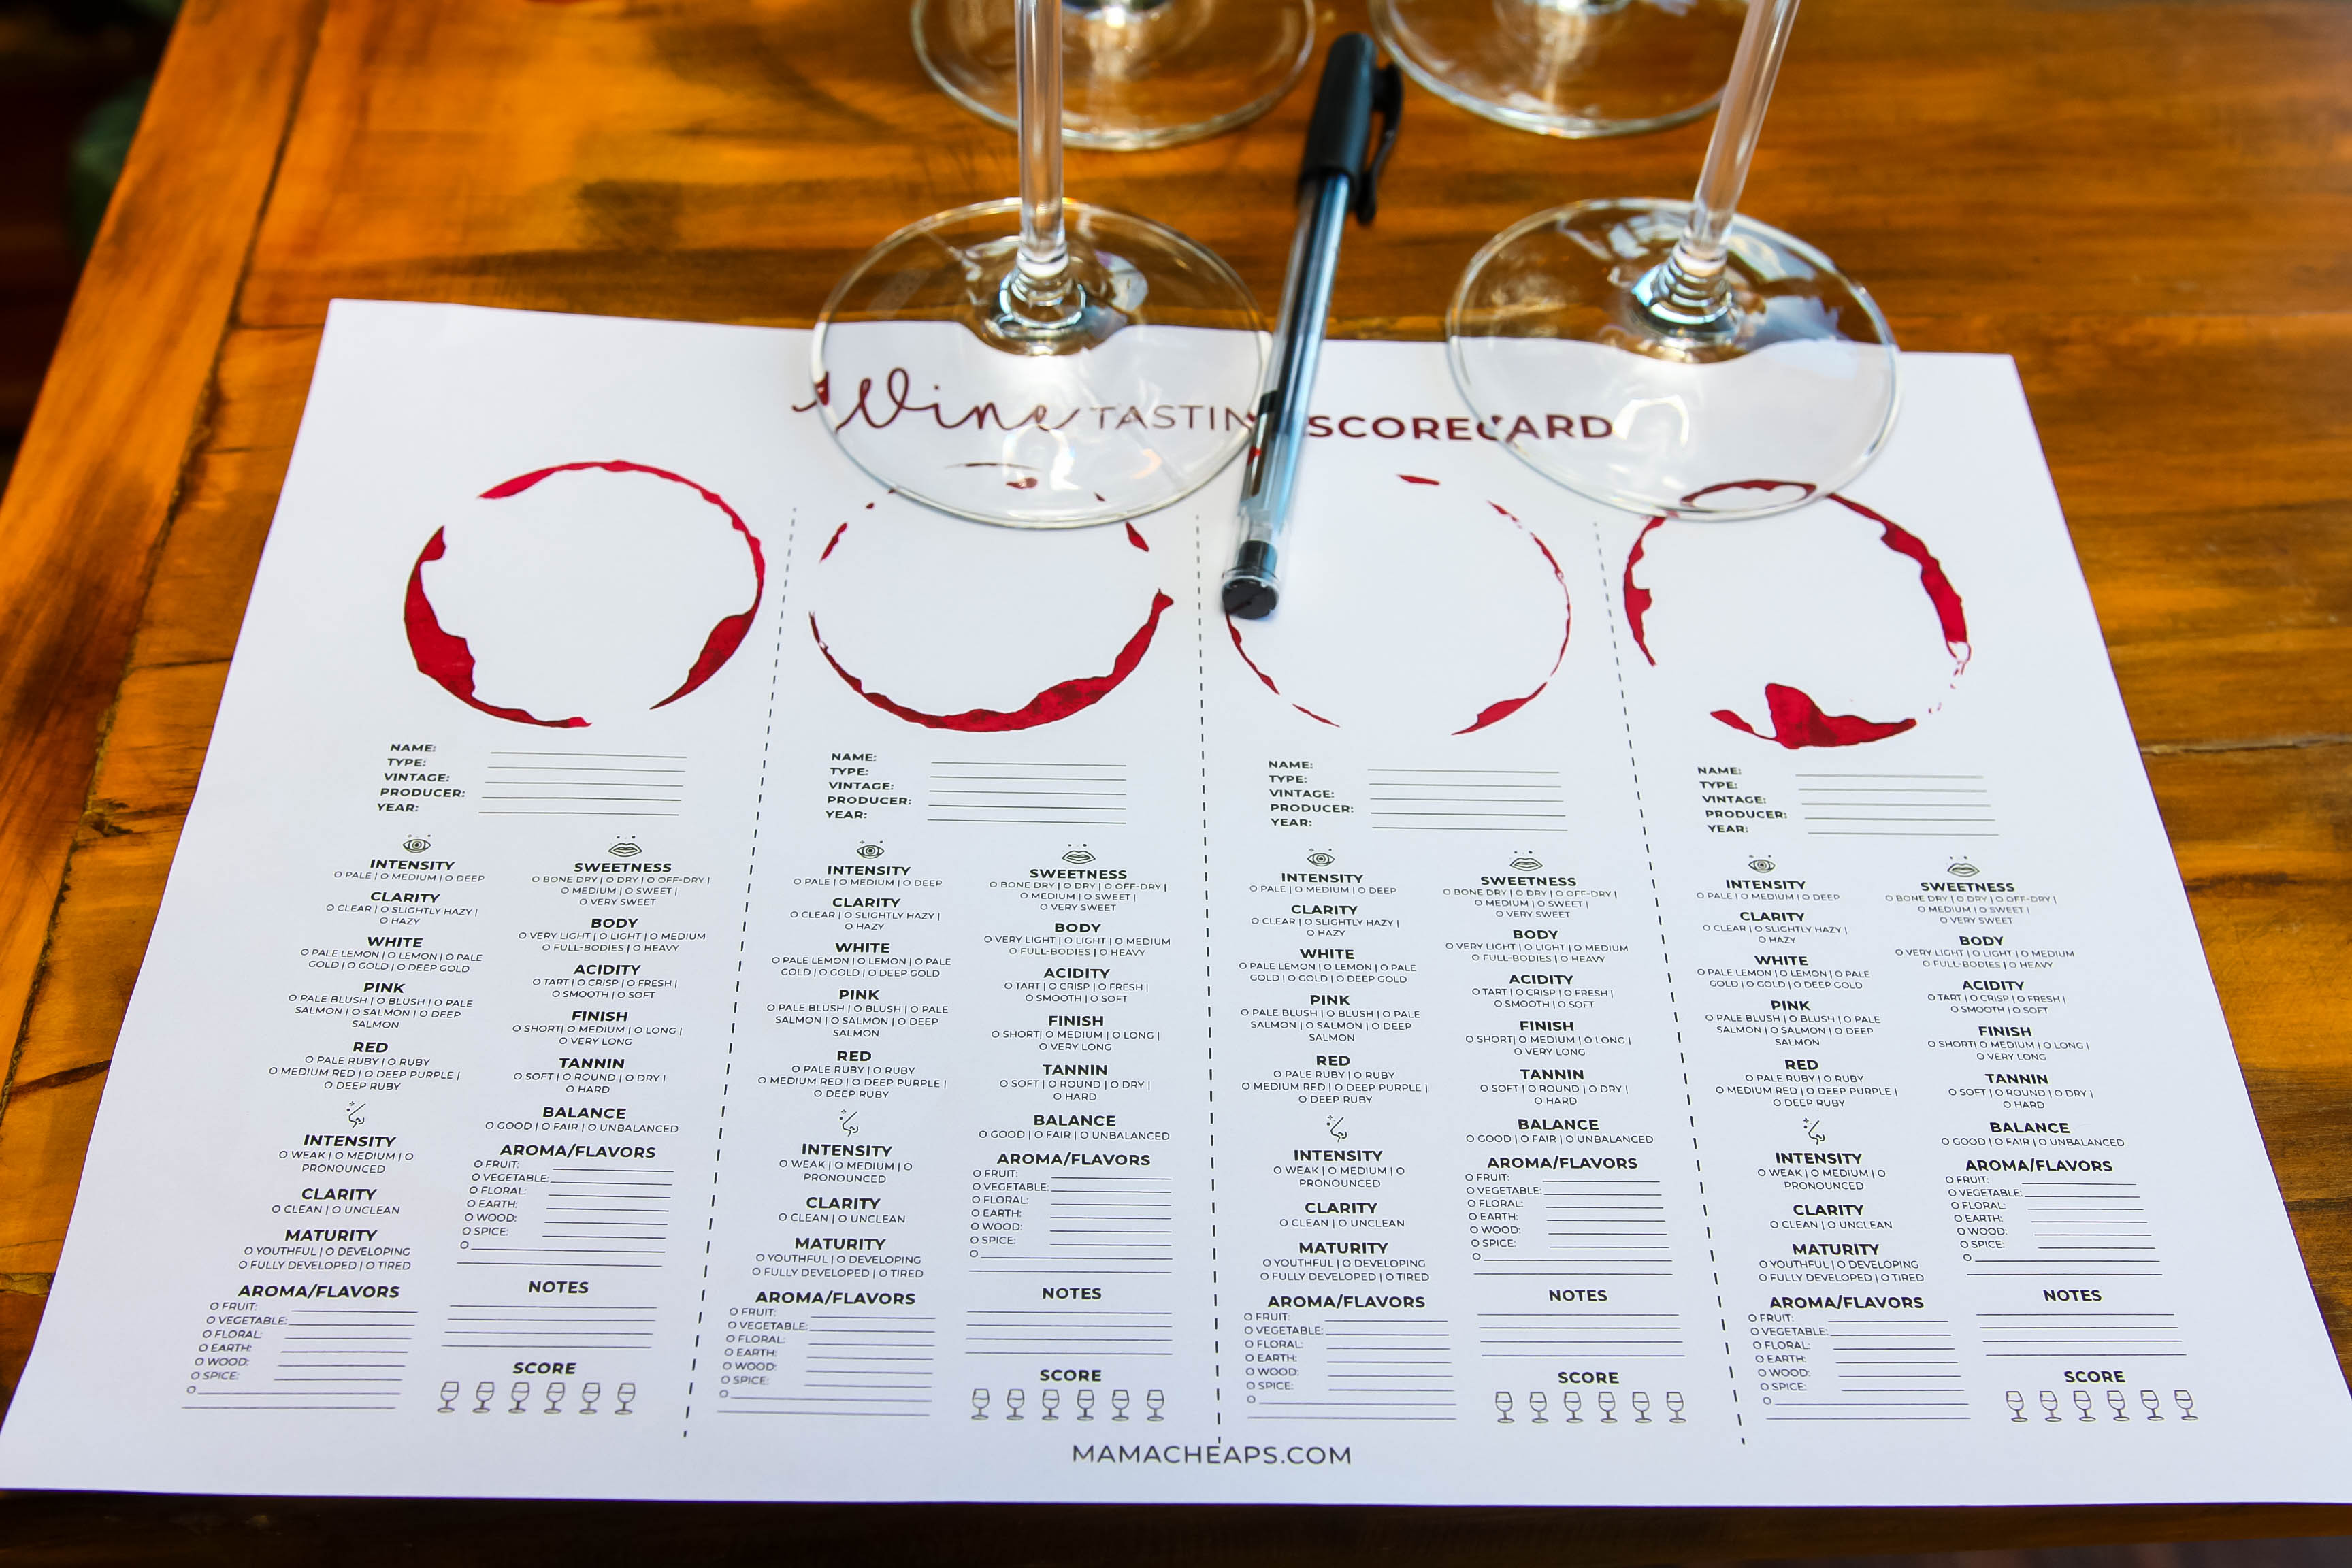 Wine TASTING SCORECARD
NAME:
TYPE:
VINTAGE:
PRODUCER:
YEAR:
INTENSITY
O PALE | O MEDIUM | O DEEP
CLARITY
O CLEAR | O SLIGHTLY HAZY |
O HAZY
WHITE
O PALE LEMON | O LEMON | O PALE
GOLD | O GOLD | O DEEP GOLD
PINK
O PALE BLUSH | O BLUSH | O PALE
SALMON | O SALMON | O DEEP
SALMON
RED
O PALE RUBY | O RUBY
O MEDIUM RED | O DEEP PURPLE |
O DEEP RUBY
INTENSITY
O WEAK | O MEDIUM | O
PRONOUNCED
CLARITY
O CLEAN | O UNCLEAN
MATURITY
O YOUTHFUL | O DEVELOPING
O FULLY DEVELOPED | O TIRED
AROMA/FLAVORS
O FRUIT:
O VEGETABLE:
O FLORAL:
O EARTH:
O WOOD:
O SPICE:
O
SWEETNESS
O BONE DRY | O DRY | O OFF-DRY |
O MEDIUM | O SWEET |
O VERY SWEET
BODY
O VERY LIGHT | O LIGHT | O MEDIUM
O FULL-BODIES | O HEAVY
ACIDITY
O TART | O CRISP | O FRESH |
O SMOOTH | O SOFT
FINISH
O SHORT| O MEDIUM | O LONG |
O VERY LONG
TANNIN
O SOFT | O ROUND | O DRY |
O HARD
BALANCE
O GOOD | O FAIR | O UNBALANCED
AROMA/FLAVORS
O FRUIT:
O VEGETABLE:
O FLORAL:
O EARTH:
O WOOD:
O SPICE:
O
NOTES
SCORE
NAME:
TYPE:
VINTAGE:
PRODUCER:
YEAR:
INTENSITY
O PALE | O MEDIUM | O DEEP
CLARITY
O CLEAR | O SLIGHTLY HAZY |
O HAZY
WHITE
O PALE LEMON | O LEMON | O PALE
GOLD | O GOLD | O DEEP GOLD
PINK
O PALE BLUSH | O BLUSH | O PALE
SALMON | O SALMON | O DEEP
SALMON
RED
O PALE RUBY | O RUBY
O MEDIUM RED | O DEEP PURPLE |
O DEEP RUBY
INTENSITY
O WEAK | O MEDIUM | O
PRONOUNCED
CLARITY
O CLEAN | O UNCLEAN
MATURITY
O YOUTHFUL | O DEVELOPING
O FULLY DEVELOPED | O TIRED
AROMA/FLAVORS
O FRUIT:
O VEGETABLE:
O FLORAL:
O EARTH:
O WOOD:
O SPICE:
O
SWEETNESS
O BONE DRY | O DRY | O OFF-DRY |
O MEDIUM | O SWEET |
O VERY SWEET
BODY
O VERY LIGHT | O LIGHT | O MEDIUM
O FULL-BODIES | O HEAVY
ACIDITY
O TART | O CRISP | O FRESH |
O SMOOTH | O SOFT
FINISH
O SHORT| O MEDIUM | O LONG |
O VERY LONG
TANNIN
O SOFT | O ROUND | O DRY |
O HARD
BALANCE
O GOOD | O FAIR | O UNBALANCED
AROMA/FLAVORS
O FRUIT:
O VEGETABLE:
O FLORAL:
O EARTH:
O WOOD:
O SPICE:
O
NOTES
SCORE
NAME:
TYPE:
VINTAGE:
PRODUCER:
YEAR:
INTENSITY
O PALE | O MEDIUM | O DEEP
CLARITY
O CLEAR | O SLIGHTLY HAZY |
O HAZY
WHITE
O PALE LEMON | O LEMON | O PALE
GOLD | O GOLD | O DEEP GOLD
PINK
O PALE BLUSH | O BLUSH | O PALE
SALMON | O SALMON | O DEEP
SALMON
RED
O PALE RUBY | O RUBY
O MEDIUM RED | O DEEP PURPLE |
O DEEP RUBY
INTENSITY
O WEAK | O MEDIUM | O
PRONOUNCED
CLARITY
O CLEAN | O UNCLEAN
MATURITY
O YOUTHFUL | O DEVELOPING
O FULLY DEVELOPED | O TIRED
AROMA/FLAVORS
O FRUIT:
O VEGETABLE:
O FLORAL:
O EARTH:
O WOOD:
O SPICE:
O
SWEETNESS
O BONE DRY | O DRY | O OFF-DRY |
O MEDIUM | O SWEET |
O VERY SWEET
BODY
O VERY LIGHT | O LIGHT | O MEDIUM
O FULL-BODIES | O HEAVY
ACIDITY
O TART | O CRISP | O FRESH |
O SMOOTH | O SOFT
FINISH
O SHORT| O MEDIUM | O LONG |
O VERY LONG
TANNIN
O SOFT | O ROUND | O DRY |
O HARD
BALANCE
O GOOD | O FAIR | O UNBALANCED
AROMA/FLAVORS
O FRUIT:
O VEGETABLE:
O FLORAL:
O EARTH:
O WOOD:
O SPICE:
O
NOTES
SCORE
NAME:
TYPE:
VINTAGE:
PRODUCER:
YEAR:
INTENSITY
O PALE | O MEDIUM | O DEEP
CLARITY
O CLEAR | O SLIGHTLY HAZY |
O HAZY
WHITE
O PALE LEMON | O LEMON | O PALE
GOLD | O GOLD | O DEEP GOLD
PINK
O PALE BLUSH | O BLUSH | O PALE
SALMON | O SALMON | O DEEP
SALMON
RED
O PALE RUBY | O RUBY
O MEDIUM RED | O DEEP PURPLE |
O DEEP RUBY
INTENSITY
O WEAK | O MEDIUM | O
PRONOUNCED
CLARITY
O CLEAN | O UNCLEAN
MATURITY
O YOUTHFUL | O DEVELOPING
O FULLY DEVELOPED | O TIRED
AROMA/FLAVORS
O FRUIT:
O VEGETABLE:
O FLORAL:
O EARTH:
O WOOD:
O SPICE:
O
SWEETNESS
O BONE DRY | O DRY | O OFF-DRY |
O MEDIUM | O SWEET |
O VERY SWEET
BODY
O VERY LIGHT | O LIGHT | O MEDIUM
O FULL-BODIES | O HEAVY
ACIDITY
O TART | O CRISP | O FRESH |
O SMOOTH | O SOFT
FINISH
O SHORT| O MEDIUM | O LONG |
O VERY LONG
TANNIN
O SOFT | O ROUND | O DRY |
O HARD
BALANCE
O GOOD | O FAIR | O UNBALANCED
AROMA/FLAVORS
O FRUIT:
O VEGETABLE:
O FLORAL:
O EARTH:
O WOOD:
O SPICE:
O
NOTES
SCORE
MAMACHEAPS.COM